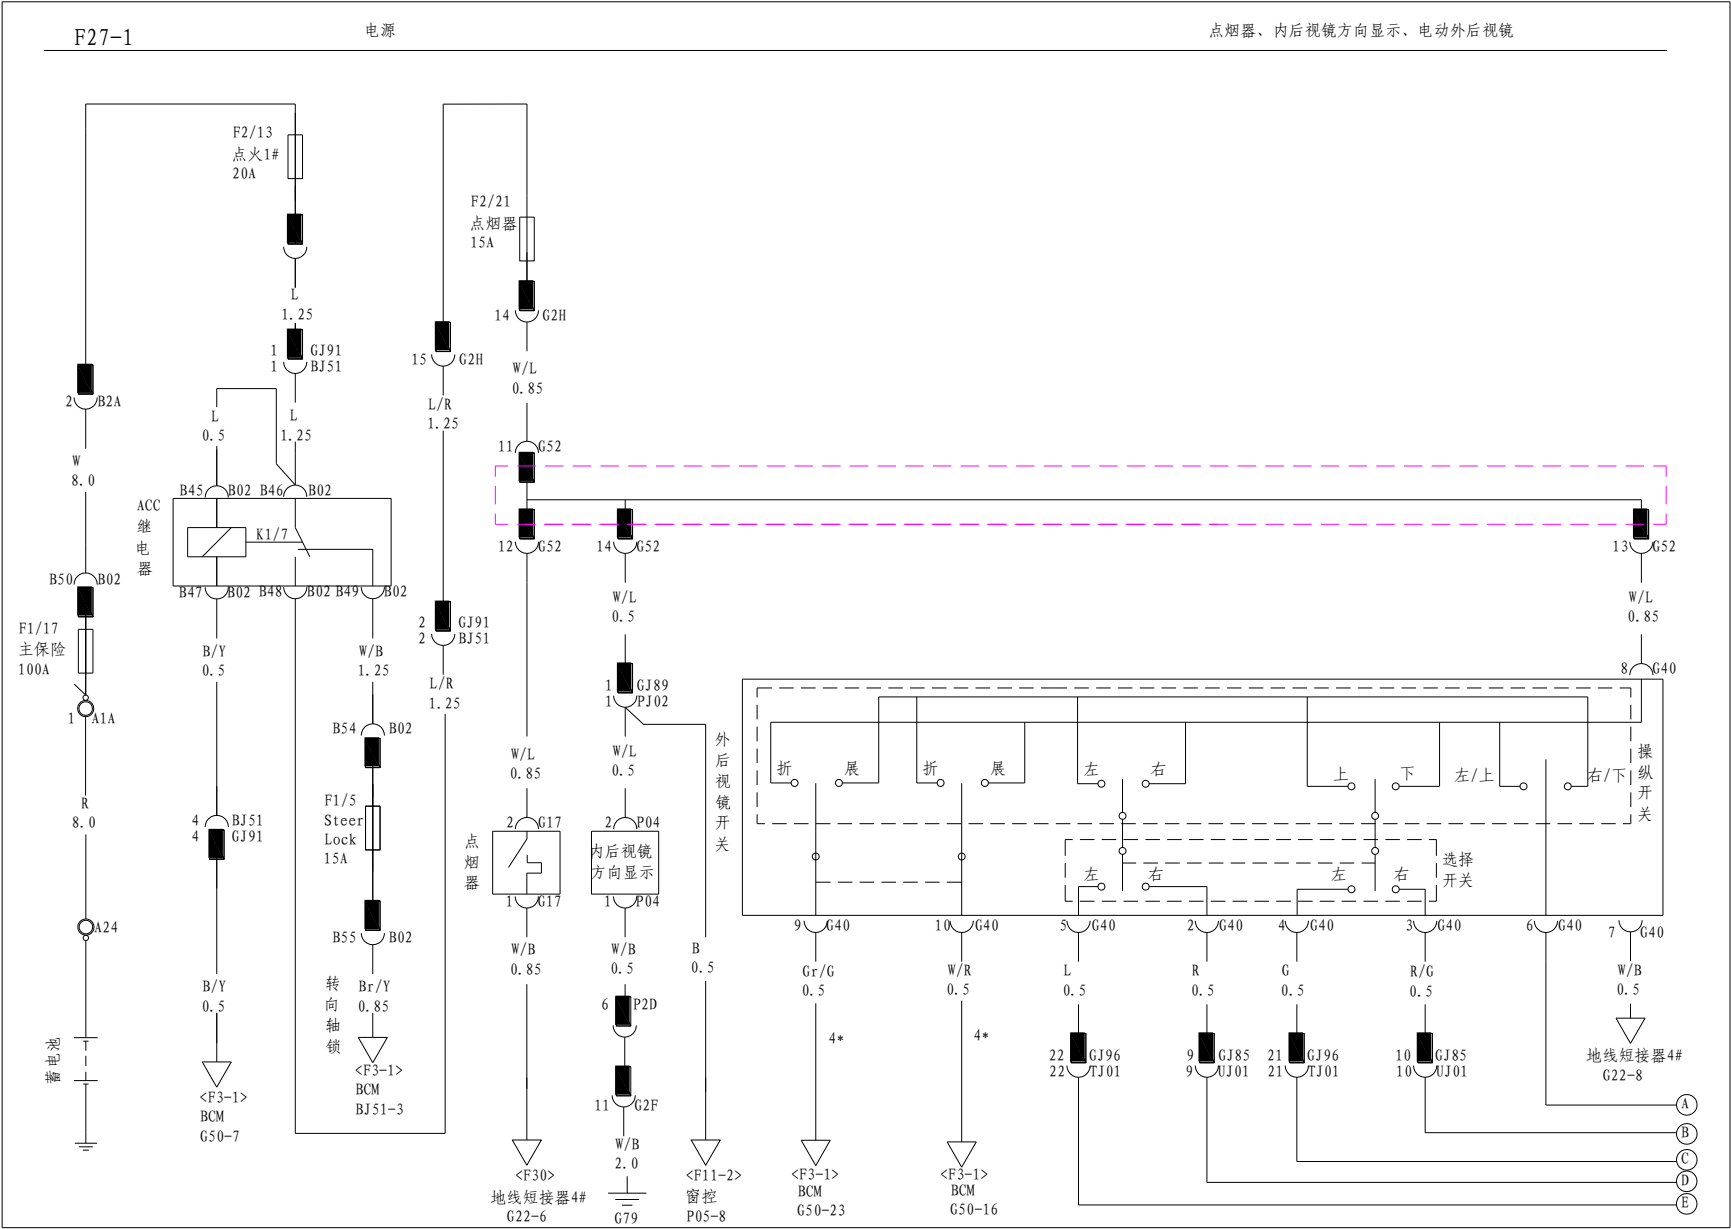 F27-1
电源
点烟器、内后视镜方向显示、电动外后视镜
F2/13
点火1#
20A
L
1.25
1 GJ91
1 BJ51
2 B2A
W
8.0
L
0.5
L
1.25
B45 B02 B46 B02
ACC
继
电
器
K1/7
B47 B02 B48 B02 B49 B02
B50 B02
F1/17
主保险
100A
1 A1A
R
8.0
A24
蓄电池
B/Y
0.5
4 BJ51
4 GJ91
B/Y
0.5
<F3-1>
BCM
G50-7
W/B
1.25
B54 B02
F1/5
Steer
Lock
15A
B55 B02
转
向
轴
锁
Br/Y
0.85
<F3-1>
BCM
BJ51-3
15 G2H
L/R
1.25
2 GJ91
2 BJ51
L/R
1.25
F2/21
点烟器
15A
14 G2H
W/L
0.85
11 G52
12 G52
14 G52
13 G52
W/L
0.85
2 G17
点
烟
器
1 G17
W/B
0.85
<F30>
地线短接器4#
G22-6
W/L
0.5
1 GJ89
1 PJ02
W/L
0.5
2 P04
内后视镜
方向显示
1 P04
W/B
0.5
6 P2D
11 G2F
W/B
2.0
G79
B
0.5
<F11-2>
窗控
P05-8
W/L
0.85
8 G40
外
后
视
镜
开
关
折 展 折 展 左 右 上 下 左/上 右/下
操
纵
开
关
左 右 左 右
选择
开关
9 G40 10 G40 5 G40 2 G40 4 G40 3 G40 6 G40 7 G40
Gr/G
0.5
4*
<F3-1>
BCM
G50-23
W/R
0.5
4*
<F3-1>
BCM
G50-16
L
0.5
22 GJ96
22 TJ01
R
0.5
9 GJ85
9 UJ01
G
0.5
21 GJ96
21 TJ01
R/G
0.5
10 GJ85
10 UJ01
W/B
0.5
地线短接器4#
G22-8
A
B
C
D
E